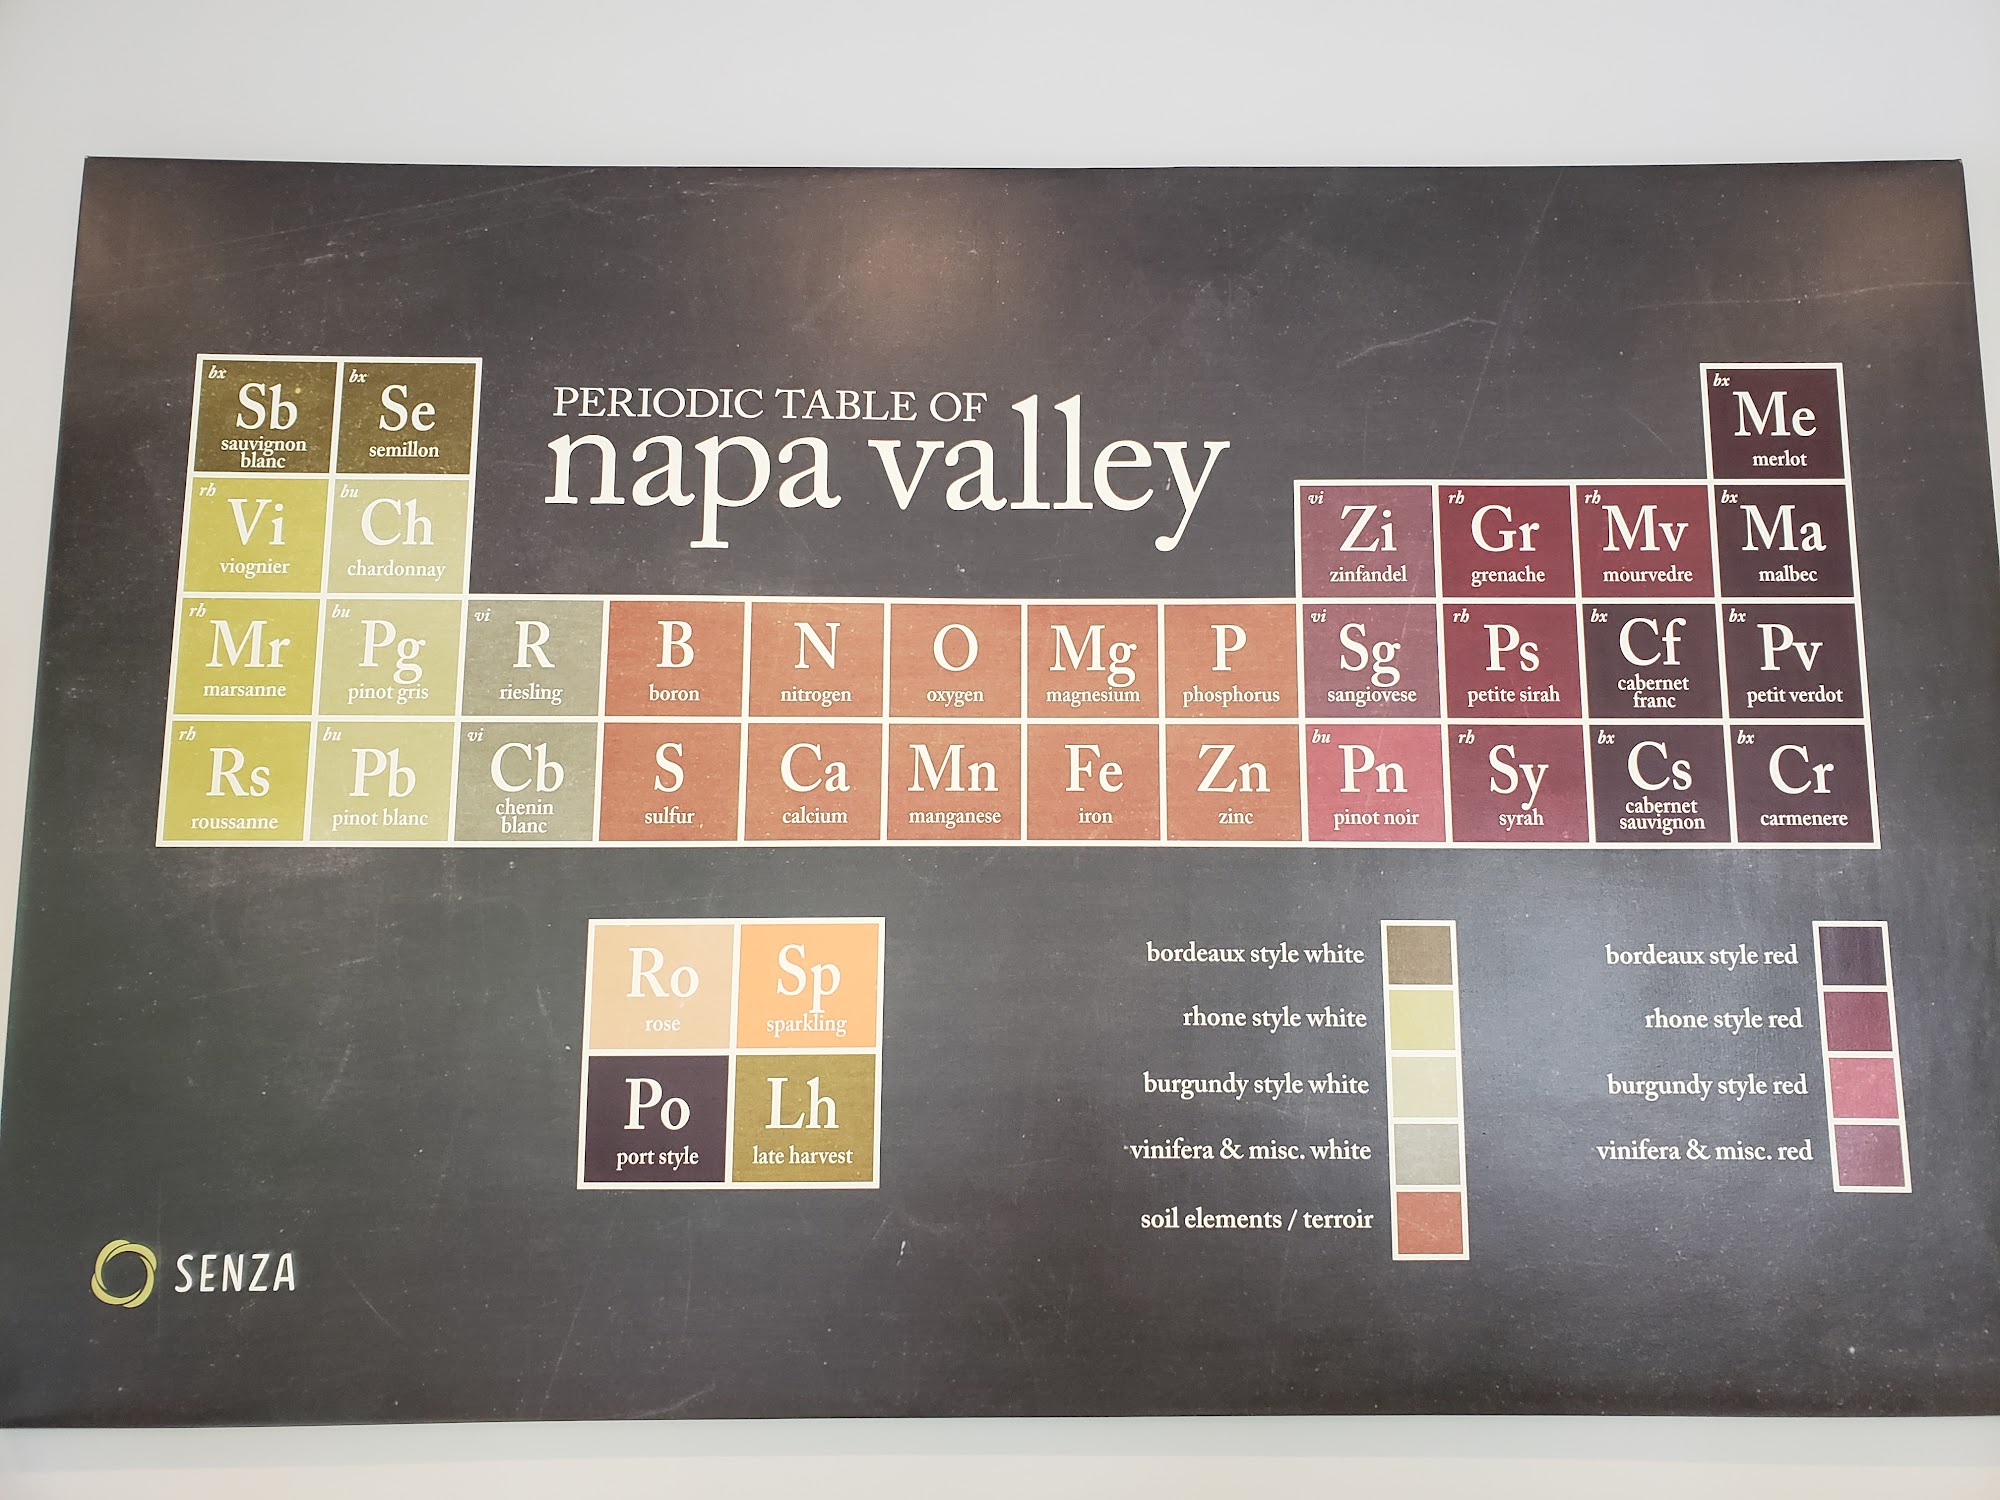 PERIODIC TABLE OF
napa valley
bx
Sb
sauvignon
blanc
bx
Se
semillon
bx
Me
merlot
rh
Vi
viognier
bu
Ch
chardonnay
vi
Zi
zinfandel
rh
Gr
grenache
rh
Mv
mourvedre
bx
Ma
malbec
rh
Mr
marsanne
bu
Pg
pinot gris
vi
R
riesling
B
boron
N
nitrogen
O
oxygen
Mg
magnesium
P
phosphorus
vi
Sg
sangiovese
rh
Ps
petite sirah
bx
Cf
cabernet
franc
bx
Pv
petit verdot
rh
Rs
roussanne
bu
Pb
pinot blanc
vi
Cb
chenin
blanc
S
sulfur
Ca
calcium
Mn
manganese
Fe
iron
Zn
zinc
bu
Pn
pinot noir
rh
Sy
syrah
bx
Cs
cabernet
sauvignon
bx
Cr
carmenere
Ro
rose
Sp
sparkling
Po
port style
Lh
late harvest
bordeaux style white
rhone style white
burgundy style white
vinifera & misc. white
soil elements / terroir
bordeaux style red
rhone style red
burgundy style red
vinifera & misc. red
SENZA